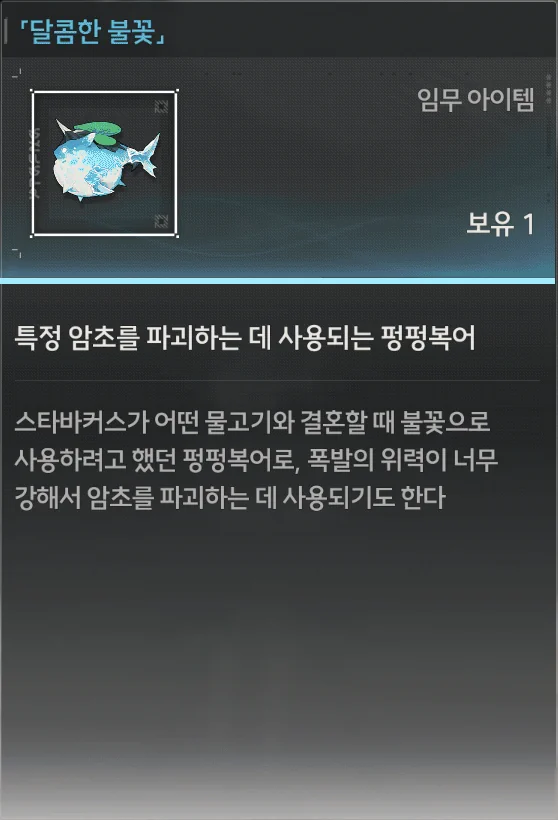 「달콤한 불꽃」
임무 아이템
보유 1
특정 암초를 파괴하는 데 사용되는 펑펑복어
스타바커스가 어떤 물고기와 결혼할 때 불꽃으로
사용하려고 했던 펑펑복어로, 폭발의 위력이 너무
강해서 암초를 파괴하는 데 사용되기도 한다